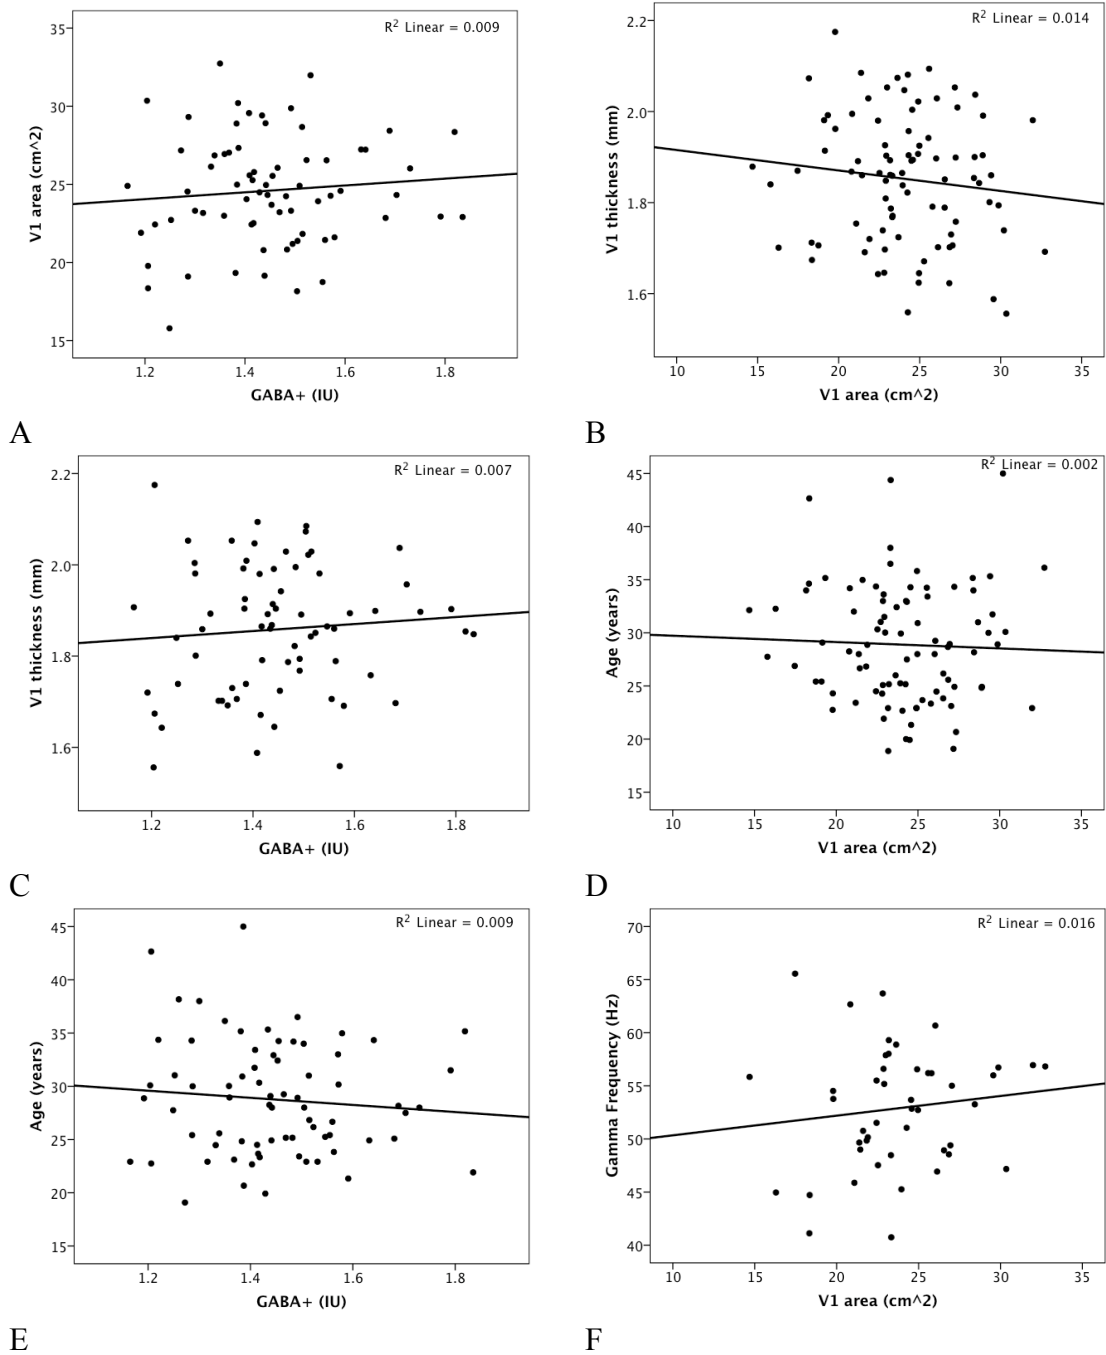 R² Linear = 0.009
35
30
25
20
15
V1 area (cm^2)
1.2 1.4 1.6 1.8
GABA+ (IU)
A
R² Linear = 0.014
2.2
2.0
1.8
1.6
V1 thickness (mm)
10 15 20 25 30 35
V1 area (cm^2)
B
R² Linear = 0.007
2.2
2.0
1.8
1.6
V1 thickness (mm)
1.2 1.4 1.6 1.8
GABA+ (IU)
C
R² Linear = 0.002
45
40
35
30
25
20
15
Age (years)
10 15 20 25 30 35
V1 area (cm^2)
D
R² Linear = 0.009
45
40
35
30
25
20
15
Age (years)
1.2 1.4 1.6 1.8
GABA+ (IU)
E
R² Linear = 0.016
70
65
60
55
50
45
40
Gamma Frequency (Hz)
10 15 20 25 30 35
V1 area (cm^2)
F